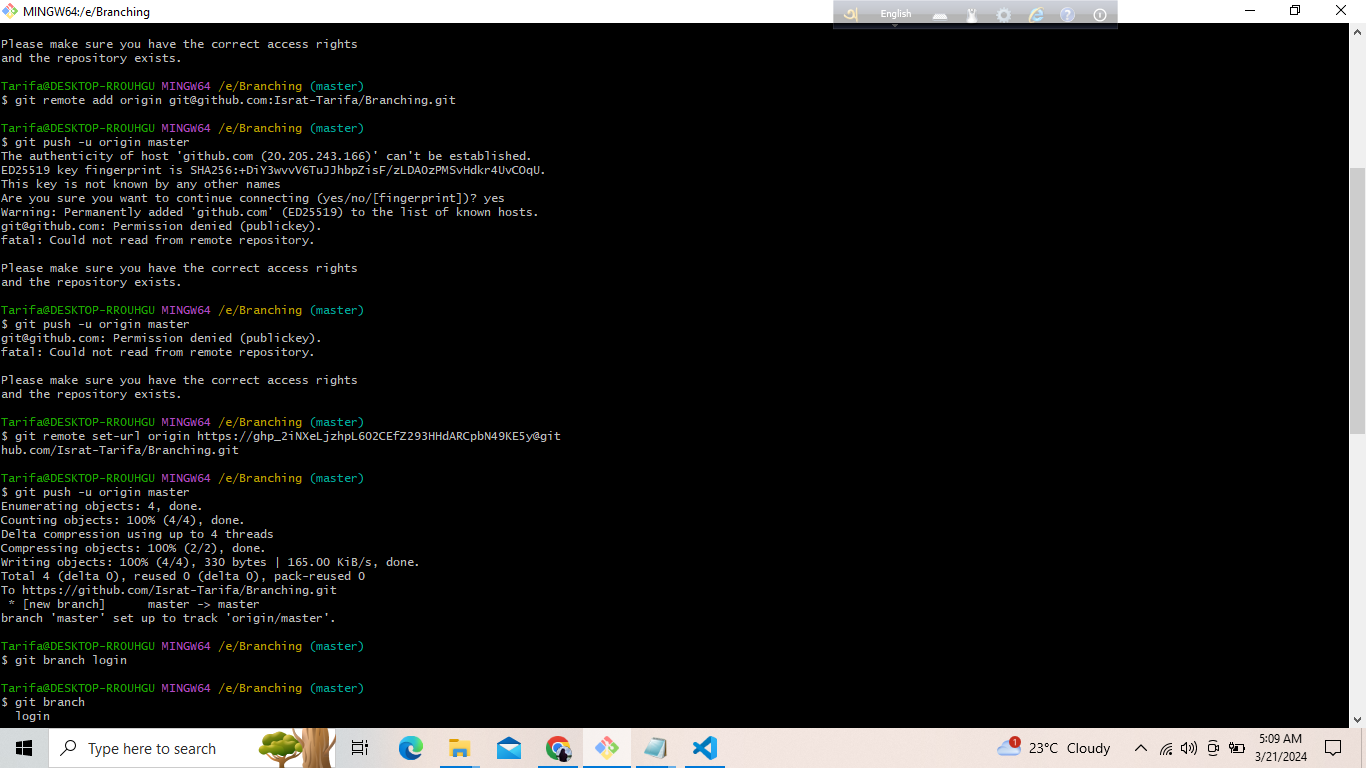 MINGW64:/e/Branching
English
Please make sure you have the correct access rights
and the repository exists.
Tarifa@DESKTOP-RROUHGU MINGW64 /e/Branching (master)
$ git remote add origin git@github.com:Israt-Tarifa/Branching.git
Tarifa@DESKTOP-RROUHGU MINGW64 /e/Branching (master)
$ git push -u origin master
The authenticity of host 'github.com (20.205.243.166)' can't be established.
ED25519 key fingerprint is SHA256:+DiY3wvvV6TuJJhbpZisF/zLDA0zPMSvHdkr4UvCOqU.
This key is not known by any other names
Are you sure you want to continue connecting (yes/no/[fingerprint])? yes
Warning: Permanently added 'github.com' (ED25519) to the list of known hosts.
git@github.com: Permission denied (publickey).
fatal: Could not read from remote repository.
Please make sure you have the correct access rights
and the repository exists.
Tarifa@DESKTOP-RROUHGU MINGW64 /e/Branching (master)
$ git push -u origin master
git@github.com: Permission denied (publickey).
fatal: Could not read from remote repository.
Please make sure you have the correct access rights
and the repository exists.
Tarifa@DESKTOP-RROUHGU MINGW64 /e/Branching (master)
$ git remote set-url origin https://[access token omitted]@git
hub.com/Israt-Tarifa/Branching.git
Tarifa@DESKTOP-RROUHGU MINGW64 /e/Branching (master)
$ git push -u origin master
Enumerating objects: 4, done.
Counting objects: 100% (4/4), done.
Delta compression using up to 4 threads
Compressing objects: 100% (2/2), done.
Writing objects: 100% (4/4), 330 bytes | 165.00 KiB/s, done.
Total 4 (delta 0), reused 0 (delta 0), pack-reused 0
To https://github.com/Israt-Tarifa/Branching.git
* [new branch] master -> master
branch 'master' set up to track 'origin/master'.
Tarifa@DESKTOP-RROUHGU MINGW64 /e/Branching (master)
$ git branch login
Tarifa@DESKTOP-RROUHGU MINGW64 /e/Branching (master)
$ git branch
login
Type here to search
1
23°C Cloudy
5:09 AM
3/21/2024